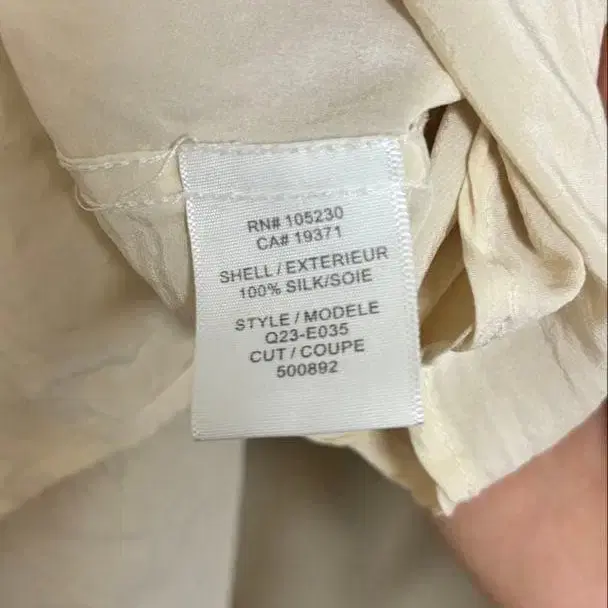 RN# 105230
CA# 19371
SHELL / EXTERIEUR
100% SILK/SOIE
STYLE / MODELE
Q23-E035
CUT / COUPE
500892